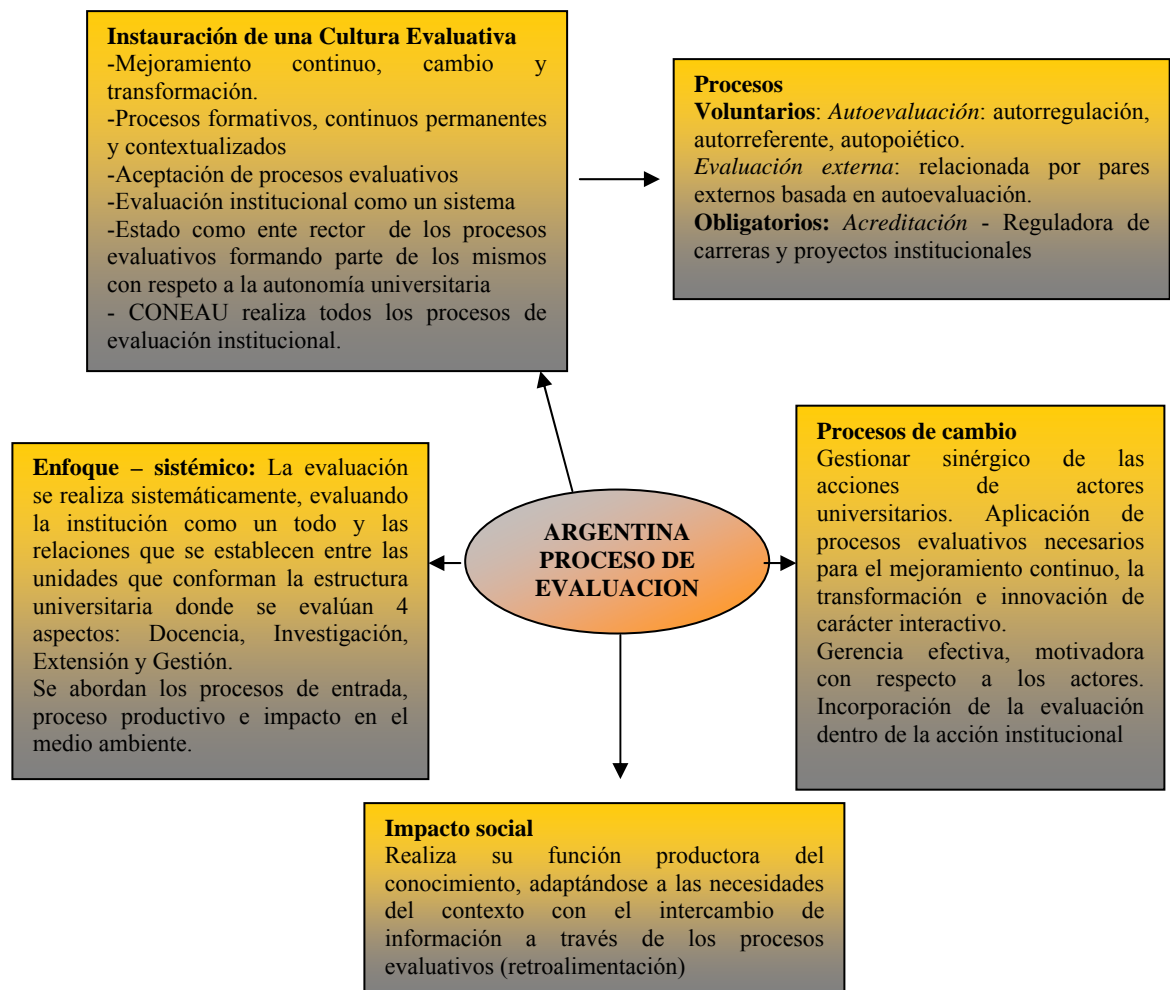 Instauración de una Cultura Evaluativa
-Mejoramiento continuo, cambio y
transformación.
-Procesos formativos, continuos permanentes
y contextualizados
-Aceptación de procesos evaluativos
-Evaluación institucional como un sistema
-Estado como ente rector de los procesos
evaluativos formando parte de los mismos
con respeto a la autonomía universitaria
- CONEAU realiza todos los procesos de
evaluación institucional.
Procesos
Voluntarios: Autoevaluación: autorregulación,
autorreferente, autopoiético.
Evaluación externa: relacionada por pares
externos basada en autoevaluación.
Obligatorios: Acreditación - Reguladora de
carreras y proyectos institucionales
Enfoque – sistémico: La evaluación
se realiza sistemáticamente, evaluando
la institución como un todo y las
relaciones que se establecen entre las
unidades que conforman la estructura
universitaria donde se evalúan 4
aspectos: Docencia, Investigación,
Extensión y Gestión.
Se abordan los procesos de entrada,
proceso productivo e impacto en el
medio ambiente.
ARGENTINA
PROCESO DE
EVALUACION
Procesos de cambio
Gestionar sinérgico de las
acciones de actores
universitarios. Aplicación de
procesos evaluativos necesarios
para el mejoramiento continuo, la
transformación e innovación de
carácter interactivo.
Gerencia efectiva, motivadora
con respecto a los actores.
Incorporación de la evaluación
dentro de la acción institucional
Impacto social
Realiza su función productora del
conocimiento, adaptándose a las necesidades
del contexto con el intercambio de
información a través de los procesos
evaluativos (retroalimentación)